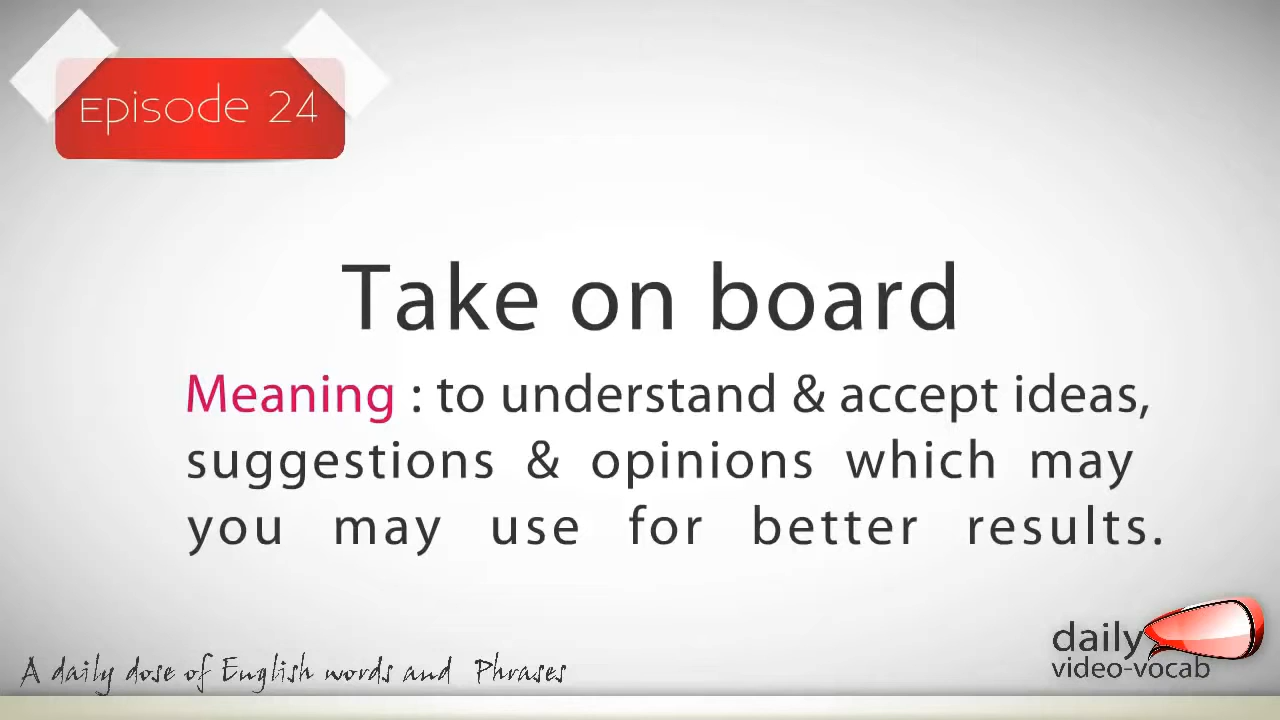 Episode 24
Take on board
Meaning : to understand & accept ideas,
suggestions & opinions which may
you may use for better results.
daily
video-vocab
A daily dose of English words and Phrases